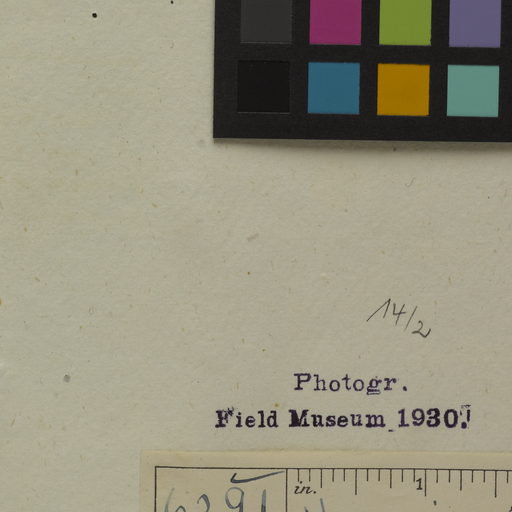 14/2
Photogr.
Field Museum 1930.
in. 1